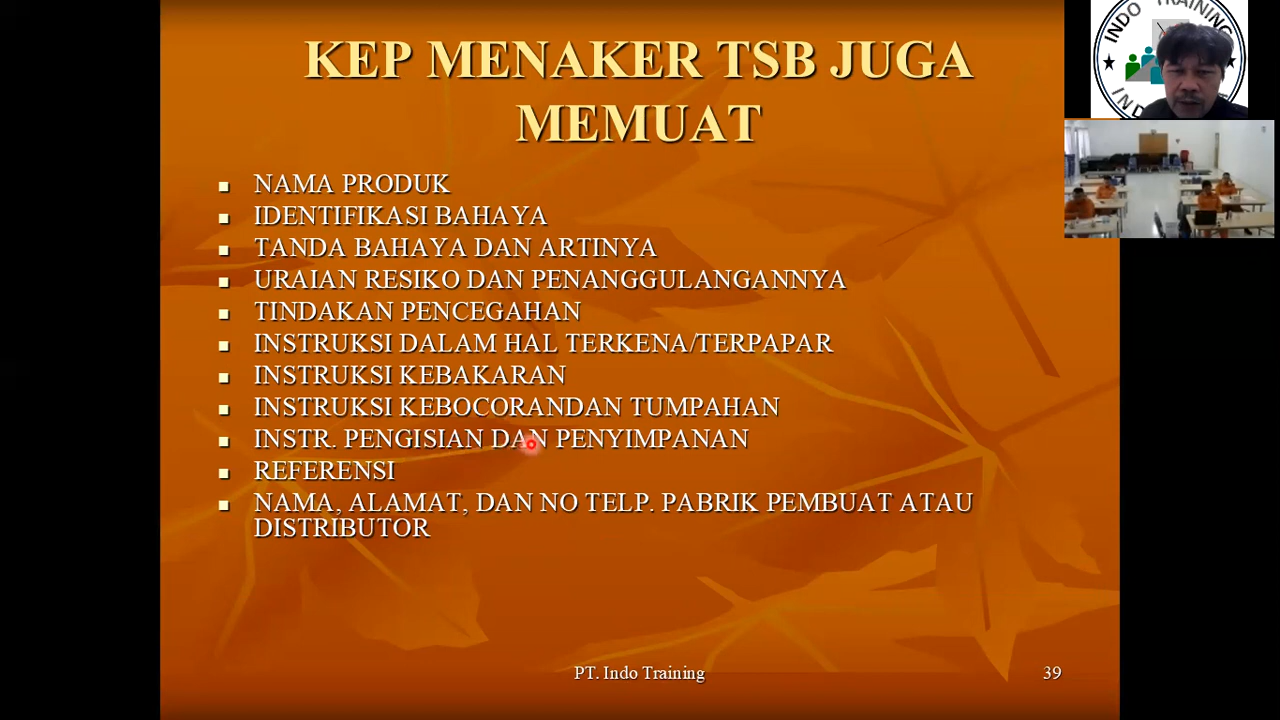 KEP MENAKER TSB JUGA
MEMUAT
NAMA PRODUK
IDENTIFIKASI BAHAYA
TANDA BAHAYA DAN ARTINYA
URAIAN RESIKO DAN PENANGGULANGANNYA
TINDAKAN PENCEGAHAN
INSTRUKSI DALAM HAL TERKENA/TERPAPAR
INSTRUKSI KEBAKARAN
INSTRUKSI KEBOCORANDAN TUMPAHAN
INSTR. PENGISIAN DAN PENYIMPANAN
REFERENSI
NAMA, ALAMAT, DAN NO TELP. PABRIK PEMBUAT ATAU
DISTRIBUTOR
PT. Indo Training
39
INDO TRAINING